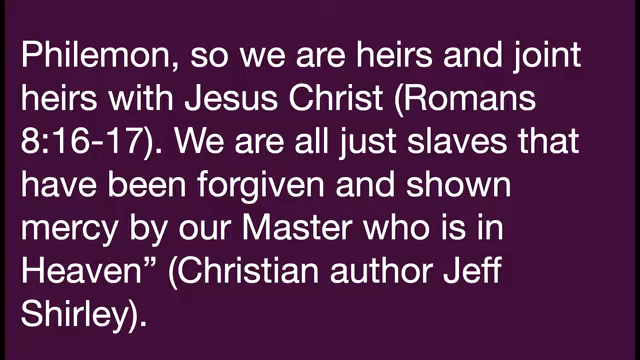 Philemon, so we are heirs and joint
heirs with Jesus Christ (Romans
8:16-17). We are all just slaves that
have been forgiven and shown
mercy by our Master who is in
Heaven” (Christian author Jeff
Shirley).